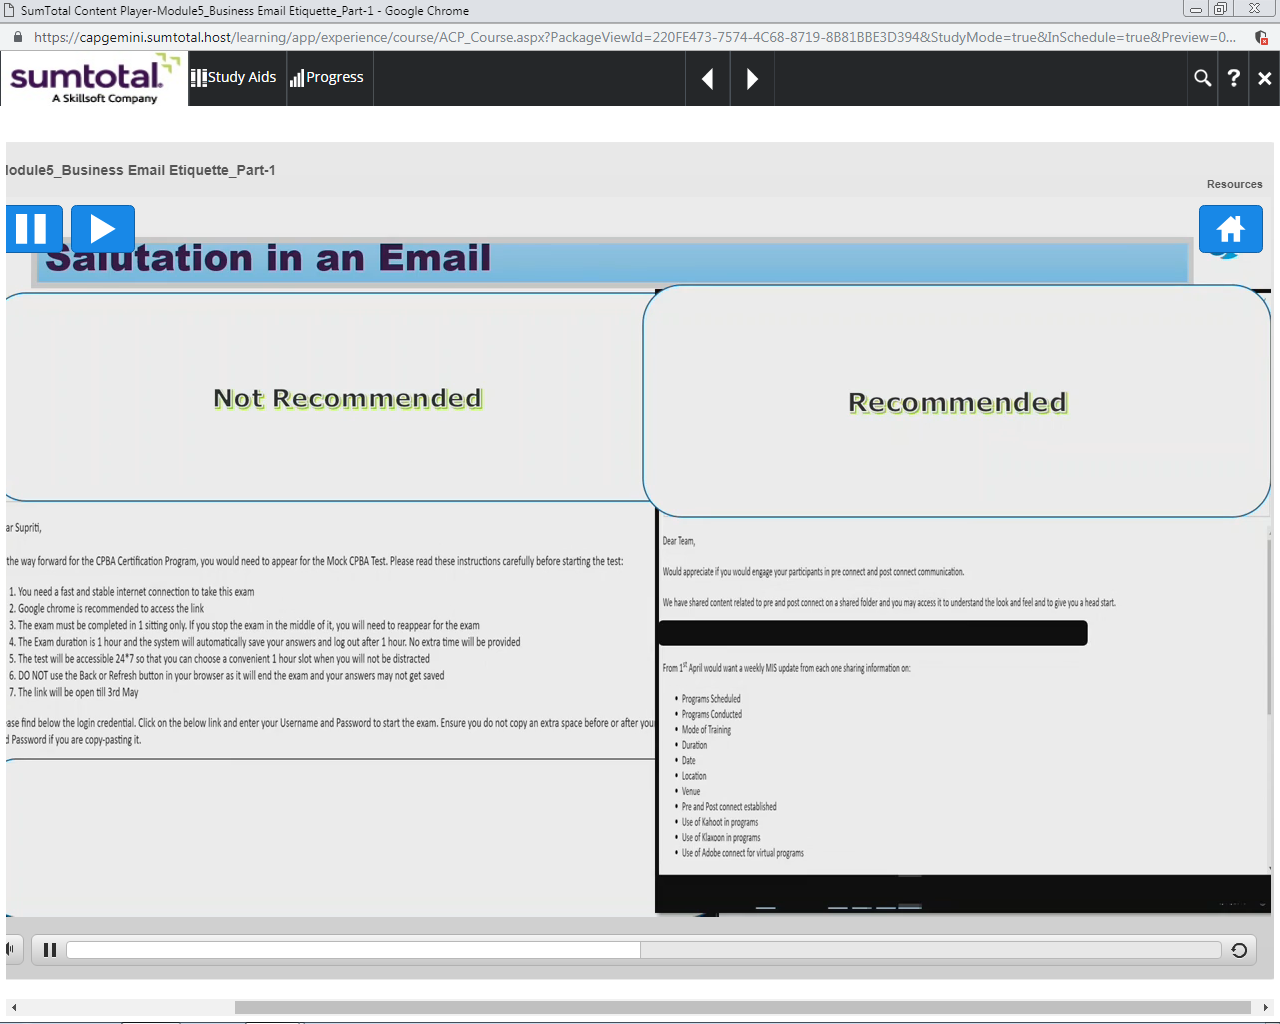 SumTotal Content Player-Module5_Business Email Etiquette_Part-1 - Google Chrome
https://capgemini.sumtotal.host/learning/app/experience/course/ACP_Course.aspx?PackageViewId=220FE473-7574-4C68-8719-8B81BBE3D394&StudyMode=true&InSchedule=true&Preview=0...
sumtotal.
A Skillsoft Company
Study Aids
Progress
odule5_Business Email Etiquette_Part-1
Resources
Salutation in an Email
Not Recommended
ar Supriti,
the way forward for the CPBA Certification Program, you would need to appear for the Mock CPBA Test. Please read these instructions carefully before starting the test:
1. You need a fast and stable internet connection to take this exam
2. Google chrome is recommended to access the link
3. The exam must be completed in 1 sitting only. If you stop the exam in the middle of it, you will need to reappear for the exam
4. The Exam duration is 1 hour and the system will automatically save your answers and log out after 1 hour. No extra time will be provided
5. The test will be accessible 24*7 so that you can choose a convenient 1 hour slot when you will not be distracted
6. DO NOT use the Back or Refresh button in your browser as it will end the exam and your answers may not get saved
7. The link will be open till 3rd May
ase find below the login credential. Click on the below link and enter your Username and Password to start the exam. Ensure you do not copy an extra space before or after you
d Password if you are copy-pasting it.
Recommended
Dear Team,
Would appreciate if you would engage your participants in pre connect and post connect communication.
We have shared content related to pre and post connect on a shared folder and you may access it to understand the look and feel and to give you a head start.
From 1st April would want a weekly MIS update from each one sharing information on:
• Programs Scheduled
• Programs Conducted
• Mode of Training
• Duration
• Date
• Location
• Venue
• Pre and Post connect established
• Use of Kahoot in programs
• Use of Klaxoon in programs
• Use of Adobe connect for virtual programs